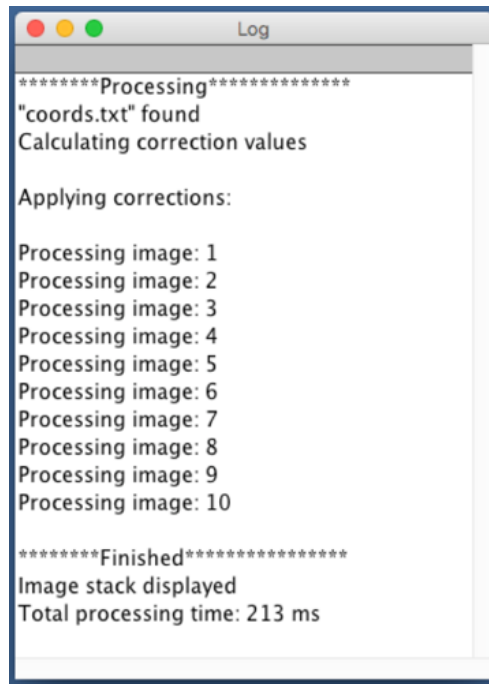 Log
********Processing**************
"coords.txt" found
Calculating correction values
Applying corrections:
Processing image: 1
Processing image: 2
Processing image: 3
Processing image: 4
Processing image: 5
Processing image: 6
Processing image: 7
Processing image: 8
Processing image: 9
Processing image: 10
********Finished****************
Image stack displayed
Total processing time: 213 ms